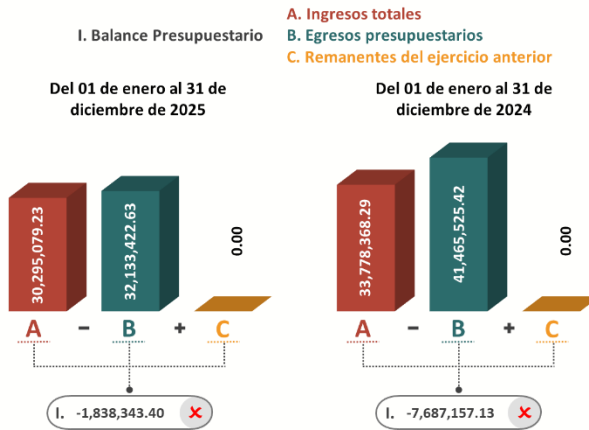 A. Ingresos totales
I. Balance Presupuestario
B. Egresos presupuestarios
C. Remanentes del ejercicio anterior
Del 01 de enero al 31 de
diciembre de 2025
30,295,079.23
32,133,422.63
0.00
A - B + C
I. -1,838,343.40
Del 01 de enero al 31 de
diciembre de 2024
33,778,368.29
41,465,525.42
0.00
A - B + C
I. -7,687,157.13